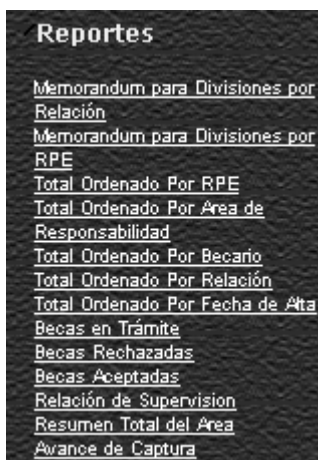 Reportes
Memorandum para Divisiones por
Relación
Memorandum para Divisiones por
RPE
Total Ordenado Por RPE
Total Ordenado Por Area de
Responsabilidad
Total Ordenado Por Becario
Total Ordenado Por Relación
Total Ordenado Por Fecha de Alta
Becas en Trámite
Becas Rechazadas
Becas Aceptadas
Relación de Supervision
Resumen Total del Area
Avance de Captura